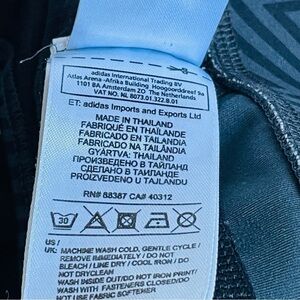 adidas International Trading BV
Atlas Arena -Afrika Building Hoogoorddreef 9a
1101 BA Amsterdam ZO The Netherlands
VAT NO. NL 8073.01.322.B.01
ET: adidas Imports and Exports Ltd
MADE IN THAILAND
FABRIQUÉ EN THAÏLANDE
FABRICADO EN TAILANDIA
FABRICADO NA TAILÂNDIA
GYÁRTVA: THAIFÖLD
ПРОИЗВЕДЕНО В ТАЙЛАНД
СДЕЛАНО В ТАИЛАНДЕ
PROIZVEDENO U TAJLANDU
RN# 88387 CA# 40312
30
US /
UK: MACHINE WASH COLD, GENTLE CYCLE /
REMOVE IMMEDIATELY / DO NOT
BLEACH / LINE DRY / COOL IRON / DO
NOT DRYCLEAN
WASH INSIDE OUT/DO NOT IRON PRINT/
WASH WITH FASTENERS CLOSED/DO
NOT USE FABRIC SOFTENER